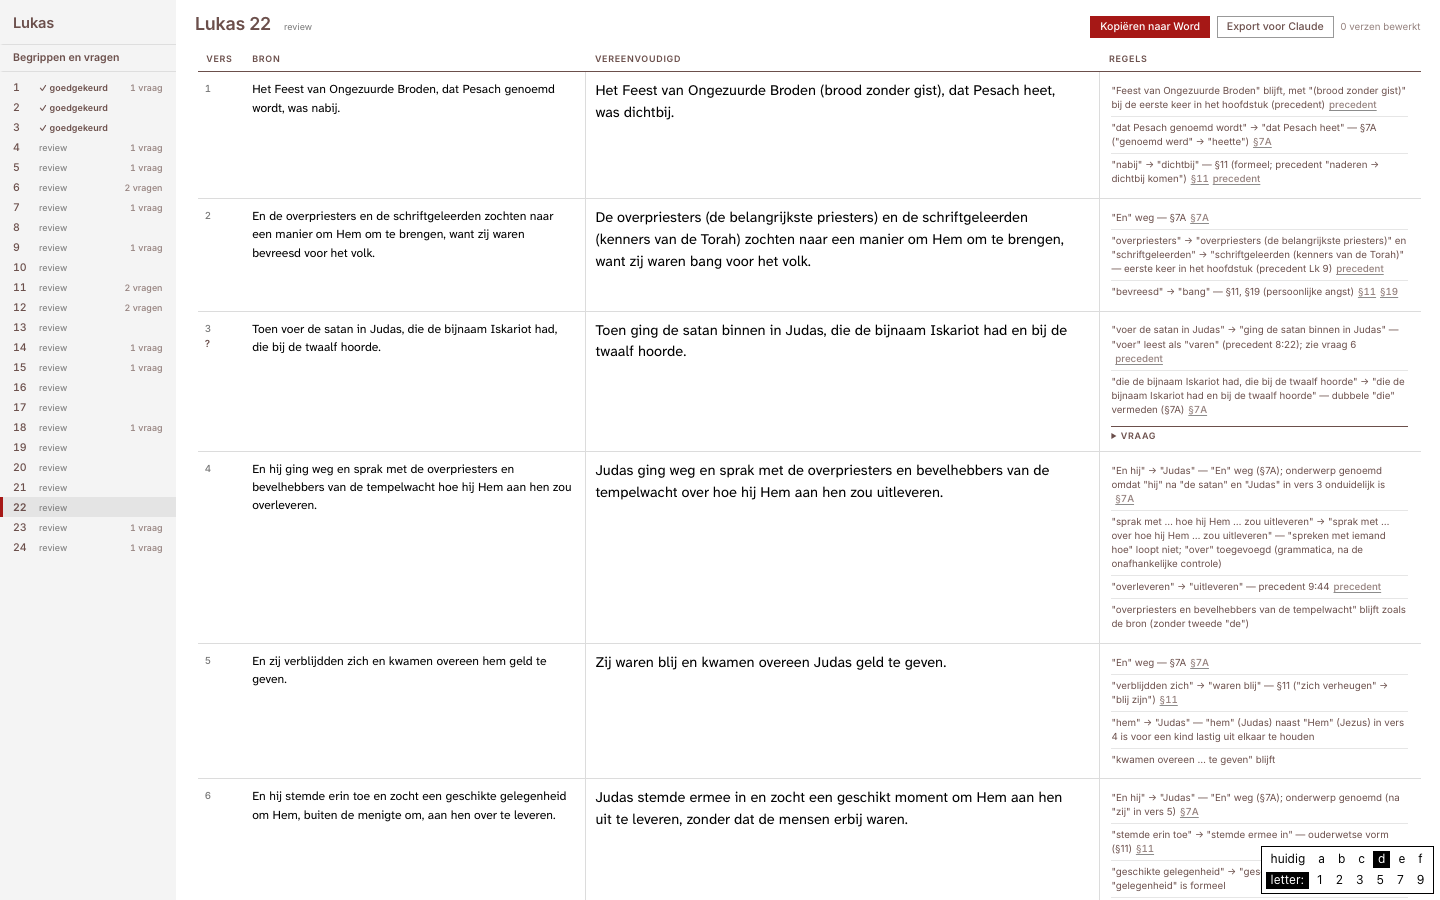 Lukas
Begrippen en vragen
1 ✓ goedgekeurd 1 vraag
2 ✓ goedgekeurd
3 ✓ goedgekeurd
4 review 1 vraag
5 review 1 vraag
6 review 2 vragen
7 review 1 vraag
8 review
9 review 1 vraag
10 review
11 review 2 vragen
12 review 2 vragen
13 review
14 review 1 vraag
15 review 1 vraag
16 review
17 review
18 review 1 vraag
19 review
20 review
21 review
22 review
23 review 1 vraag
24 review 1 vraag
Lukas 22 review
Kopiëren naar Word Export voor Claude 0 verzen bewerkt
VERS BRON VEREENVOUDIGD REGELS
1
Het Feest van Ongezuurde Broden, dat Pesach genoemd
wordt, was nabij.
Het Feest van Ongezuurde Broden (brood zonder gist), dat Pesach heet,
was dichtbij.
"Feest van Ongezuurde Broden" blijft, met "(brood zonder gist)"
bij de eerste keer in het hoofdstuk (precedent) precedent
"dat Pesach genoemd wordt" → "dat Pesach heet" — §7A
("genoemd werd" → "heette") §7A
"nabij" → "dichtbij" — §11 (formeel; precedent "naderen →
dichtbij komen") §11 precedent
2
En de overpriesters en de schriftgeleerden zochten naar
een manier om Hem om te brengen, want zij waren
bevreesd voor het volk.
De overpriesters (de belangrijkste priesters) en de schriftgeleerden
(kenners van de Torah) zochten naar een manier om Hem om te brengen,
want zij waren bang voor het volk.
"En" weg — §7A §7A
"overpriesters" → "overpriesters (de belangrijkste priesters)" en
"schriftgeleerden" → "schriftgeleerden (kenners van de Torah)"
— eerste keer in het hoofdstuk (precedent Lk 9) precedent
"bevreesd" → "bang" — §11, §19 (persoonlijke angst) §11 §19
3
?
Toen voer de satan in Judas, die de bijnaam Iskariot had,
die bij de twaalf hoorde.
Toen ging de satan binnen in Judas, die de bijnaam Iskariot had en bij de
twaalf hoorde.
"voer de satan in Judas" → "ging de satan binnen in Judas" —
"voer" leest als "varen" (precedent 8:22); zie vraag 6
precedent
"die de bijnaam Iskariot had, die bij de twaalf hoorde" → "die de
bijnaam Iskariot had en bij de twaalf hoorde" — dubbele "die"
vermeden (§7A) §7A
▶ VRAAG
4
En hij ging weg en sprak met de overpriesters en
bevelhebbers van de tempelwacht hoe hij Hem aan hen zou
overleveren.
Judas ging weg en sprak met de overpriesters en bevelhebbers van de
tempelwacht over hoe hij Hem aan hen zou uitleveren.
"En hij" → "Judas" — "En" weg (§7A); onderwerp genoemd
omdat "hij" na "de satan" en "Judas" in vers 3 onduidelijk is
§7A
"sprak met ... hoe hij Hem ... zou uitleveren" → "sprak met ...
over hoe hij Hem ... zou uitleveren" — "spreken met iemand
hoe" loopt niet; "over" toegevoegd (grammatica, na de
onafhankelijke controle)
"overleveren" → "uitleveren" — precedent 9:44 precedent
"overpriesters en bevelhebbers van de tempelwacht" blijft zoals
de bron (zonder tweede "de")
5
En zij verblijdden zich en kwamen overeen hem geld te
geven.
Zij waren blij en kwamen overeen Judas geld te geven.
"En" weg — §7A §7A
"verblijdden zich" → "waren blij" — §11 ("zich verheugen" →
"blij zijn") §11
"hem" → "Judas" — "hem" (Judas) naast "Hem" (Jezus) in vers
4 is voor een kind lastig uit elkaar te houden
"kwamen overeen ... te geven" blijft
6
En hij stemde erin toe en zocht een geschikte gelegenheid
om Hem, buiten de menigte om, aan hen over te leveren.
Judas stemde ermee in en zocht een geschikt moment om Hem aan hen
uit te leveren, zonder dat de mensen erbij waren.
"En hij" → "Judas" — "En" weg (§7A); onderwerp genoemd (na
"zij" in vers 5) §7A
"stemde erin toe" → "stemde ermee in" — ouderwetse vorm
(§11) §11
"geschikte gelegenheid" →
"gelegenheid" is formeel
huidig a b c d e f
letter: 1 2 3 5 7 9